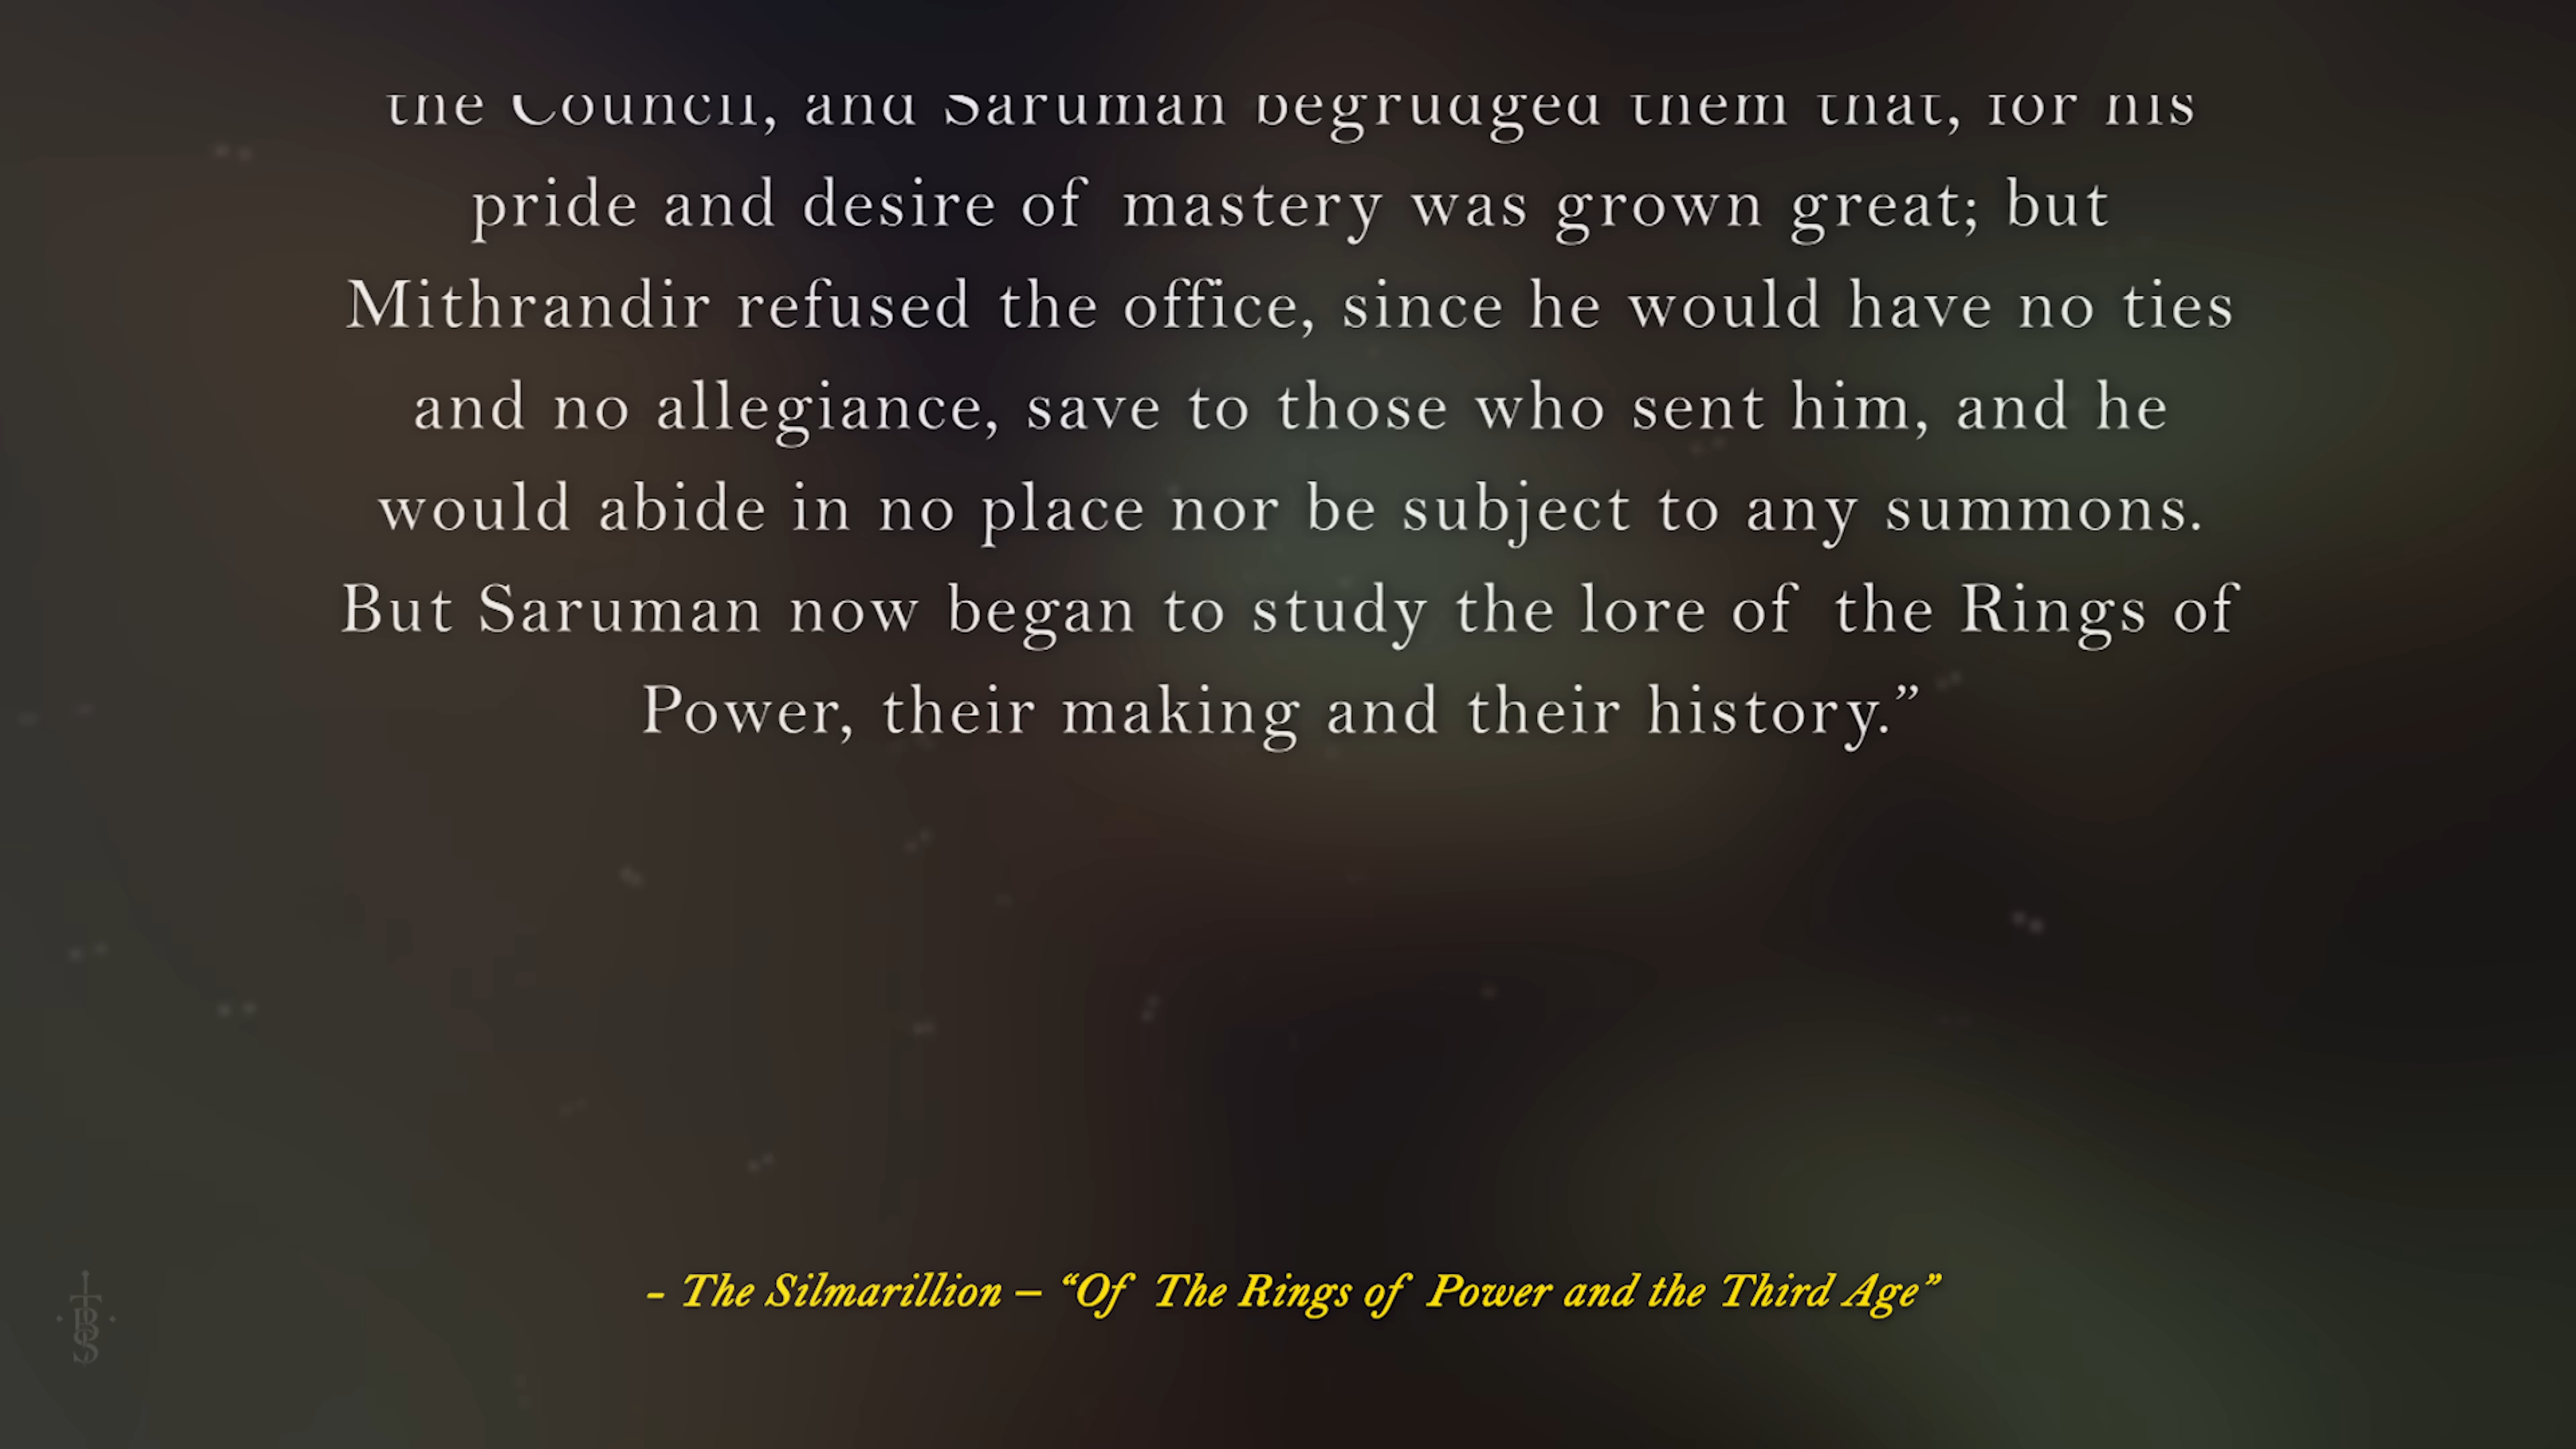 the Council, and Saruman begrudged them that, for his
pride and desire of mastery was grown great; but
Mithrandir refused the office, since he would have no ties
and no allegiance, save to those who sent him, and he
would abide in no place nor be subject to any summons.
But Saruman now began to study the lore of the Rings of
Power, their making and their history.”
- The Silmarillion – “Of The Rings of Power and the Third Age”